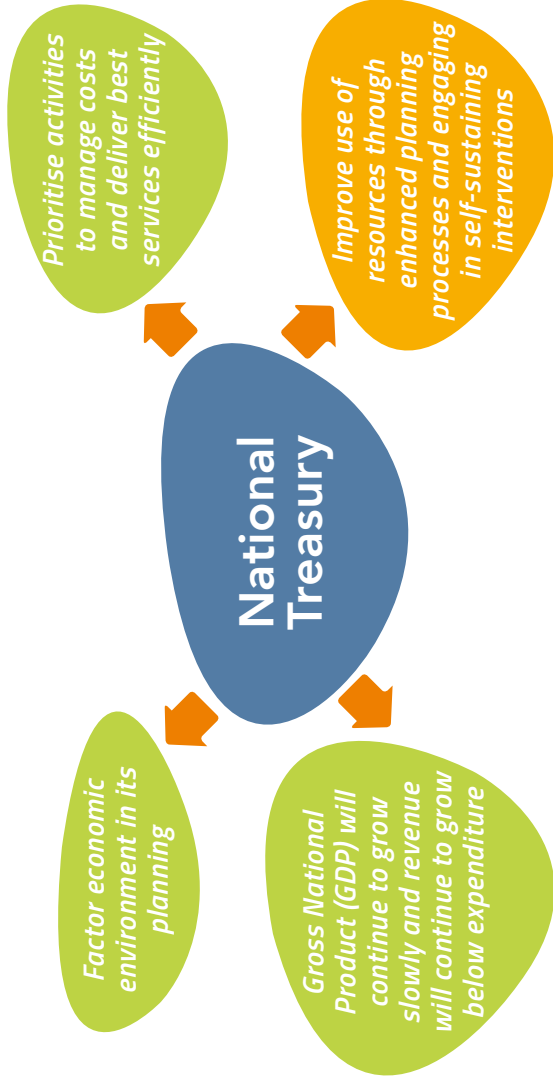 Factor economic
environment in its
planning
Prioritise activities
to manage costs
and deliver best
services efficiently
National
Treasury
Gross National
Product (GDP) will
continue to grow
slowly and revenue
will continue to grow
below expenditure
Improve use of
resources through
enhanced planning
processes and engaging
in self-sustaining
interventions